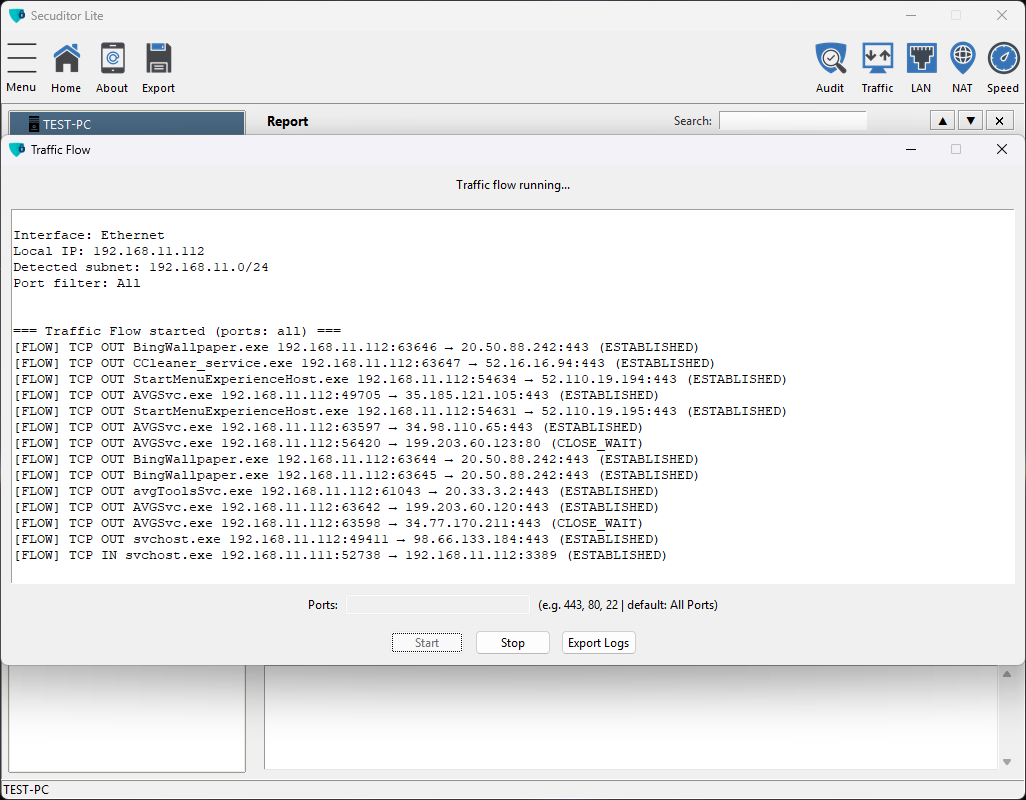 Secuditor Lite
Menu Home About Export Audit Traffic LAN NAT Speed
TEST-PC
Report
Search:
Traffic Flow
Traffic flow running...
Interface: Ethernet
Local IP: 192.168.11.112
Detected subnet: 192.168.11.0/24
Port filter: All
=== Traffic Flow started (ports: all) ===
[FLOW] TCP OUT BingWallpaper.exe 192.168.11.112:63646 → 20.50.88.242:443 (ESTABLISHED)
[FLOW] TCP OUT CCleaner_service.exe 192.168.11.112:63647 → 52.16.16.94:443 (ESTABLISHED)
[FLOW] TCP OUT StartMenuExperienceHost.exe 192.168.11.112:54634 → 52.110.19.194:443 (ESTABLISHED)
[FLOW] TCP OUT AVGSvc.exe 192.168.11.112:49705 → 35.185.121.105:443 (ESTABLISHED)
[FLOW] TCP OUT StartMenuExperienceHost.exe 192.168.11.112:54631 → 52.110.19.195:443 (ESTABLISHED)
[FLOW] TCP OUT AVGSvc.exe 192.168.11.112:63597 → 34.98.110.65:443 (ESTABLISHED)
[FLOW] TCP OUT AVGSvc.exe 192.168.11.112:56420 → 199.203.60.123:80 (CLOSE_WAIT)
[FLOW] TCP OUT BingWallpaper.exe 192.168.11.112:63644 → 20.50.88.242:443 (ESTABLISHED)
[FLOW] TCP OUT BingWallpaper.exe 192.168.11.112:63645 → 20.50.88.242:443 (ESTABLISHED)
[FLOW] TCP OUT avgToolsSvc.exe 192.168.11.112:61043 → 20.33.3.2:443 (ESTABLISHED)
[FLOW] TCP OUT AVGSvc.exe 192.168.11.112:63642 → 199.203.60.120:443 (ESTABLISHED)
[FLOW] TCP OUT AVGSvc.exe 192.168.11.112:63598 → 34.77.170.211:443 (CLOSE_WAIT)
[FLOW] TCP OUT svchost.exe 192.168.11.112:49411 → 98.66.133.184:443 (ESTABLISHED)
[FLOW] TCP IN svchost.exe 192.168.11.111:52738 → 192.168.11.112:3389 (ESTABLISHED)
Ports: (e.g. 443, 80, 22 | default: All Ports)
Start Stop Export Logs
TEST-PC